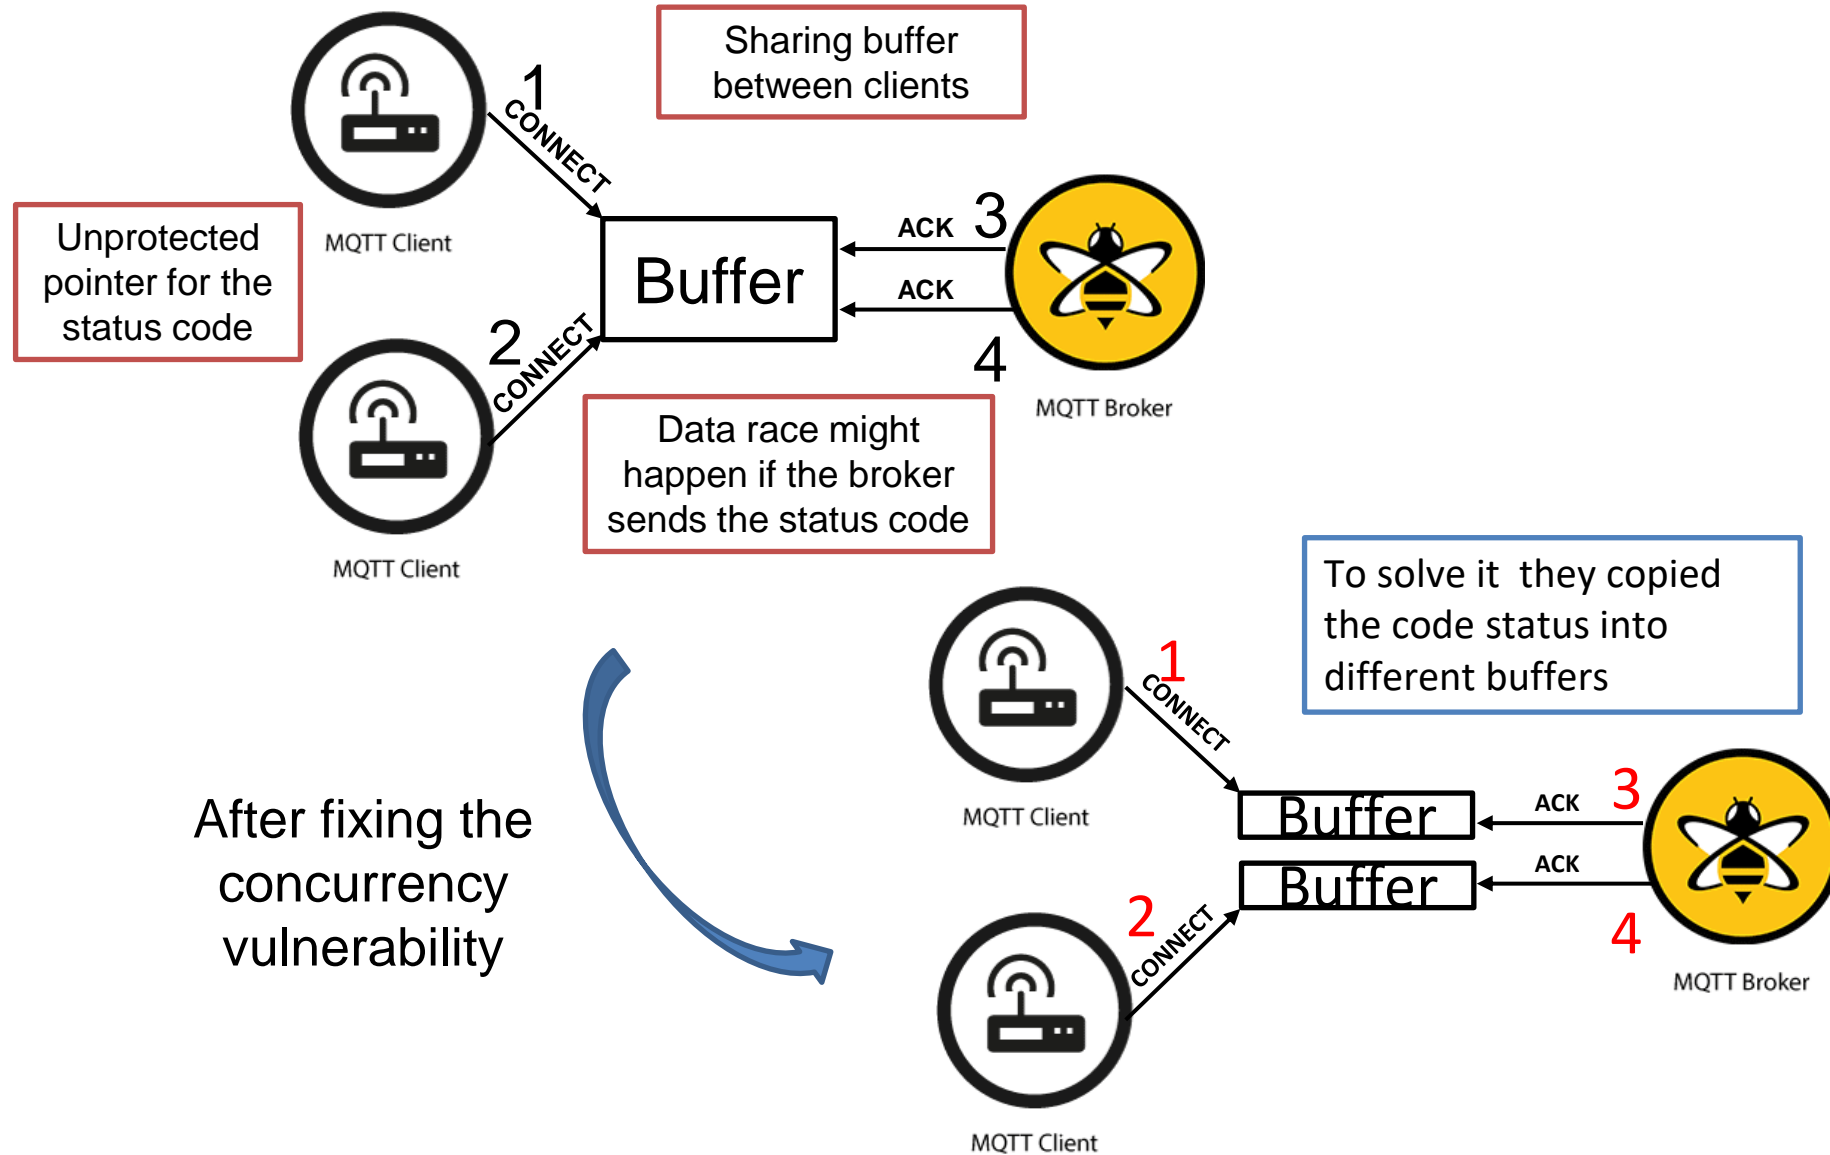 Sharing buffer
between clients
1
CONNECT
MQTT Client
Unprotected
pointer for the
status code
Buffer
ACK
3
ACK
4
MQTT Broker
2
CONNECT
MQTT Client
Data race might
happen if the broker
sends the status code
To solve it  they copied
the code status into
different buffers
After fixing the
concurrency
vulnerability
1
CONNECT
MQTT Client
Buffer
ACK
3
Buffer
ACK
4
MQTT Broker
2
CONNECT
MQTT Client